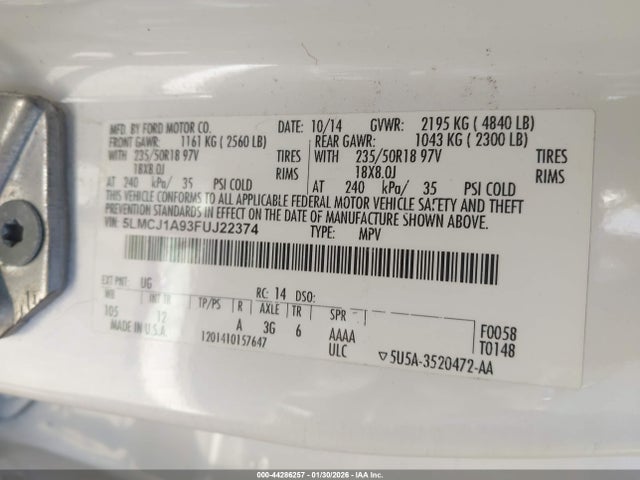 MFD. BY FORD MOTOR CO. DATE: 10/14 GVWR: 2195 KG ( 4840 LB)
FRONT GAWR: 1161 KG ( 2560 LB) REAR GAWR: 1043 KG ( 2300 LB)
WITH 235/50R18 97V TIRES WITH 235/50R18 97V TIRES
18X8.0J RIMS 18X8.0J RIMS
AT 240 kPa/ 35 PSI COLD AT 240 kPa/ 35 PSI COLD
THIS VEHICLE CONFORMS TO ALL APPLICABLE FEDERAL MOTOR VEHICLE SAFETY AND THEFT
PREVENTION STANDARDS IN EFFECT ON THE DATE OF MANUFACTURE SHOWN ABOVE.
VIN: 5LMCJ1A93FUJ22374 TYPE: MPV
EXT PNT: UG RC: 14 DSO:
WB INT TR TP/PS R AXLE TR SPR
105 12 A 3G 6 AAAA F0058
MADE IN U.S.A. 1201410157647 ULC ▽5U5A-3520472-AA T0148
000-44286257 - 01/30/2026 - IAA Inc.